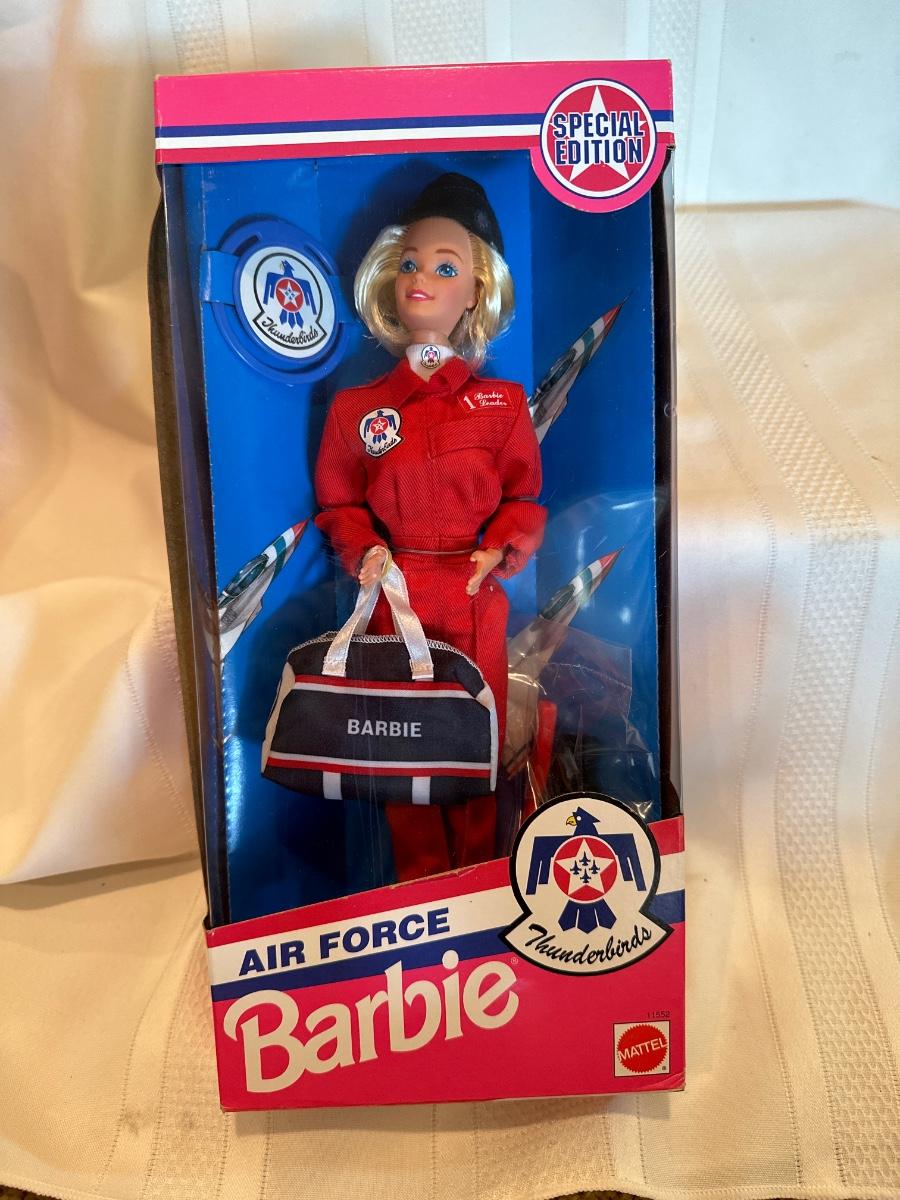 SPECIAL
EDITION
Thunderbirds
1 Barbie
Leader
Thunderbirds
BARBIE
Thunderbirds
AIR FORCE
Barbie®
11552
MATTEL
®